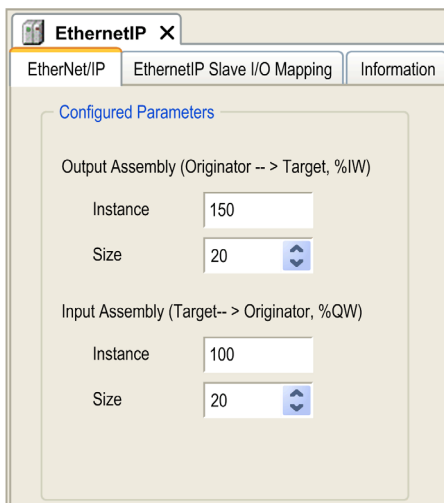 EthernetIP X
EtherNet/IP EthernetIP Slave I/O Mapping Information
Configured Parameters
Output Assembly (Originator -- > Target, %IW)
Instance 150
Size 20
Input Assembly (Target-- > Originator, %QW)
Instance 100
Size 20